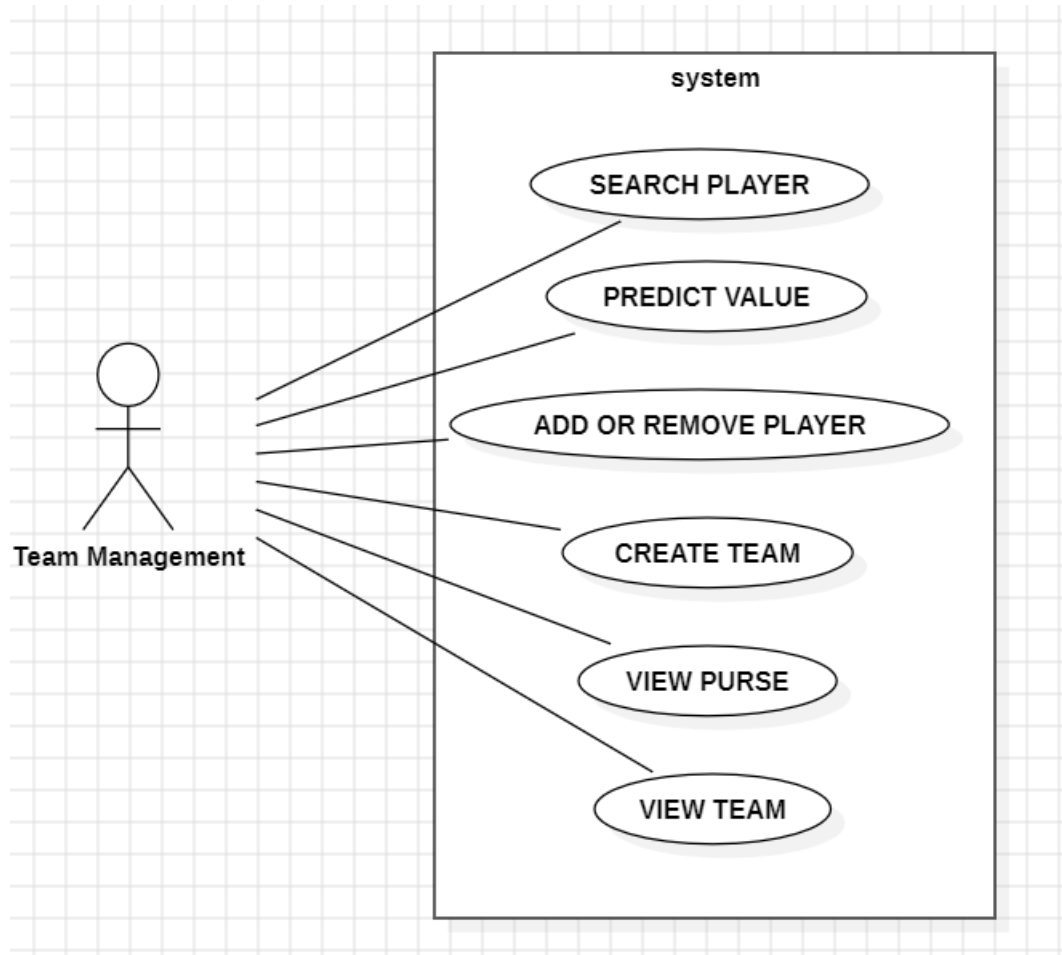 system
SEARCH PLAYER
PREDICT VALUE
ADD OR REMOVE PLAYER
CREATE TEAM
Team Management
VIEW PURSE
VIEW TEAM